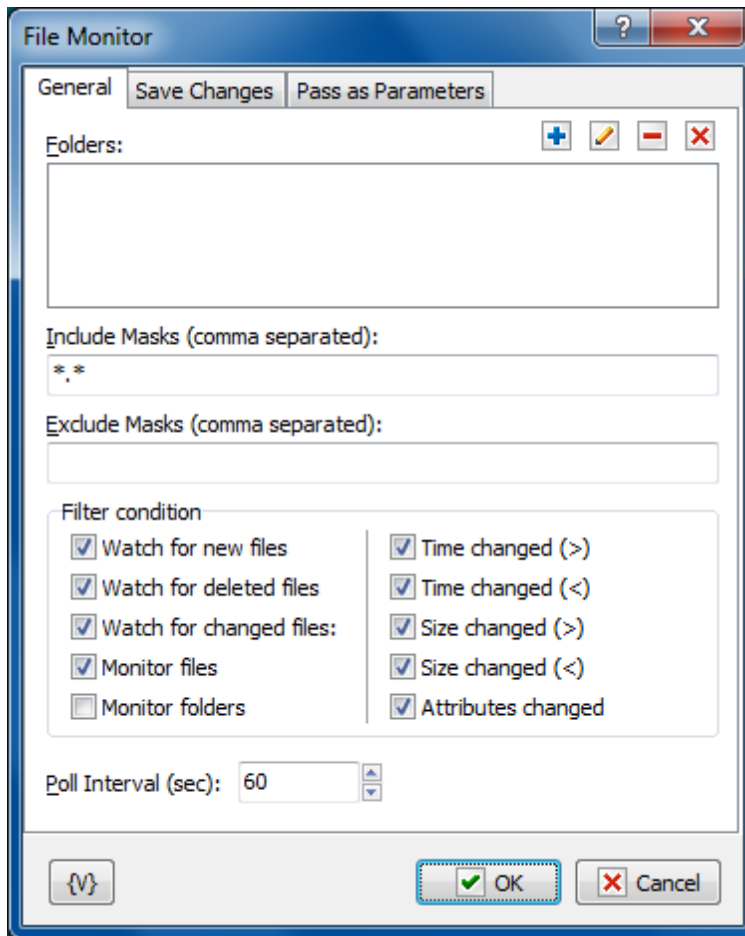 File Monitor
?
General Save Changes Pass as Parameters
Folders:
Include Masks (comma separated):
*.*
Exclude Masks (comma separated):
Filter condition
Watch for new files Time changed (>)
Watch for deleted files Time changed (<)
Watch for changed files: Size changed (>)
Monitor files Size changed (<)
Monitor folders Attributes changed
Poll Interval (sec): 60
{V} OK Cancel